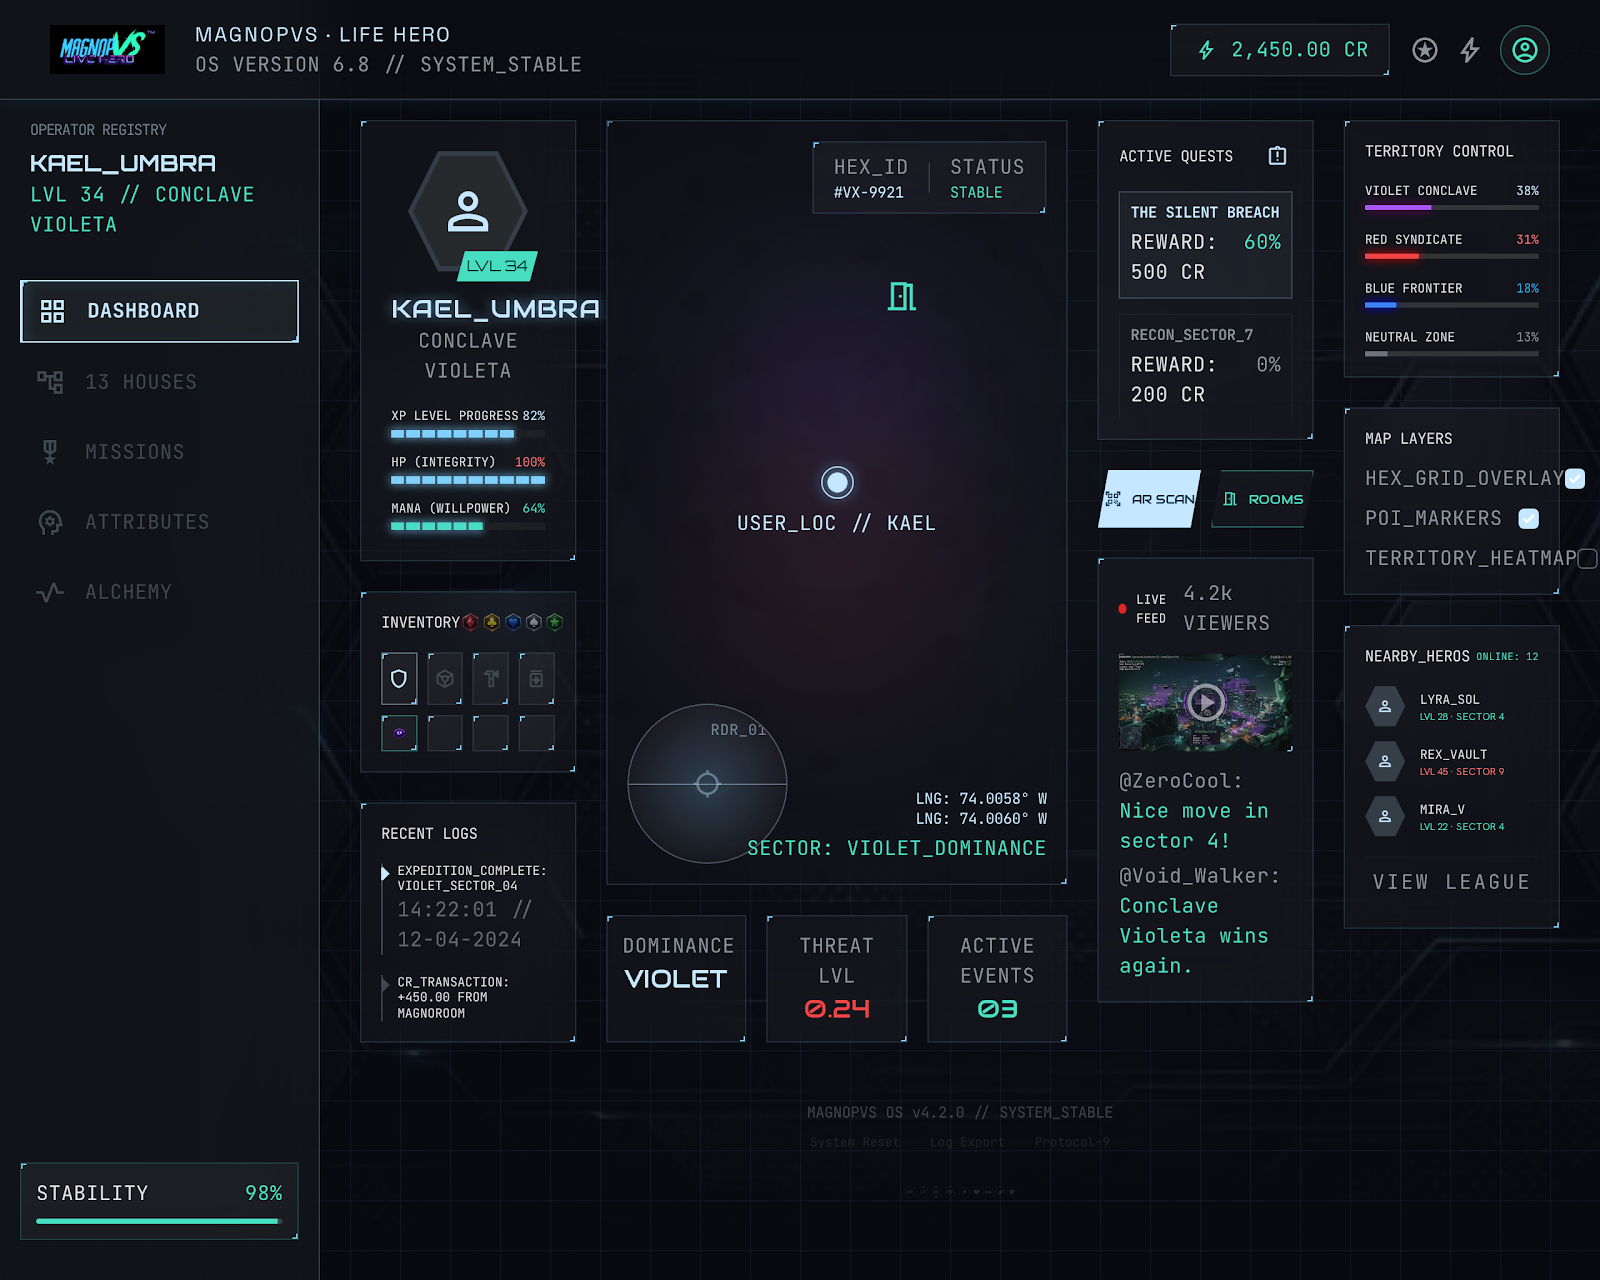 MAGNOPVS
LIVE HERO
MAGNOPVS · LIFE HERO
OS VERSION 6.8 // SYSTEM_STABLE
2,450.00 CR
OPERATOR REGISTRY
KAEL_UMBRA
LVL 34 // CONCLAVE
VIOLETA
DASHBOARD
13 HOUSES
MISSIONS
ATTRIBUTES
ALCHEMY
STABILITY 98%
LVL 34
KAEL_UMBRA
CONCLAVE
VIOLETA
XP LEVEL PROGRESS 82%
HP (INTEGRITY) 100%
MANA (WILLPOWER) 64%
INVENTORY
RECENT LOGS
EXPEDITION_COMPLETE:
VIOLET_SECTOR_04
14:22:01 //
12-04-2024
CR_TRANSACTION:
+450.00 FROM
MAGNOROOM
HEX_ID
#VX-9921
STATUS
STABLE
USER_LOC // KAEL
RDR_01
LNG: 74.0058° W
LNG: 74.0060° W
SECTOR: VIOLET_DOMINANCE
DOMINANCE
VIOLET
THREAT
LVL
0.24
ACTIVE
EVENTS
03
ACTIVE QUESTS
THE SILENT BREACH
REWARD: 60%
500 CR
RECON_SECTOR_7
REWARD: 0%
200 CR
AR SCAN
ROOMS
LIVE
FEED
4.2k
VIEWERS
@ZeroCool:
Nice move in
sector 4!
@Void_Walker:
Conclave
Violeta wins
again.
TERRITORY CONTROL
VIOLET CONCLAVE 38%
RED SYNDICATE 31%
BLUE FRONTIER 18%
NEUTRAL ZONE 13%
MAP LAYERS
HEX_GRID_OVERLAY
POI_MARKERS
TERRITORY_HEATMAP
NEARBY_HEROS ONLINE: 12
LYRA_SOL
LVL 28 · SECTOR 4
REX_VAULT
LVL 45 · SECTOR 9
MIRA_V
LVL 22 · SECTOR 4
VIEW LEAGUE
MAGNOPVS OS v4.2.0 // SYSTEM_STABLE
System Reset Log Export Protocol-9